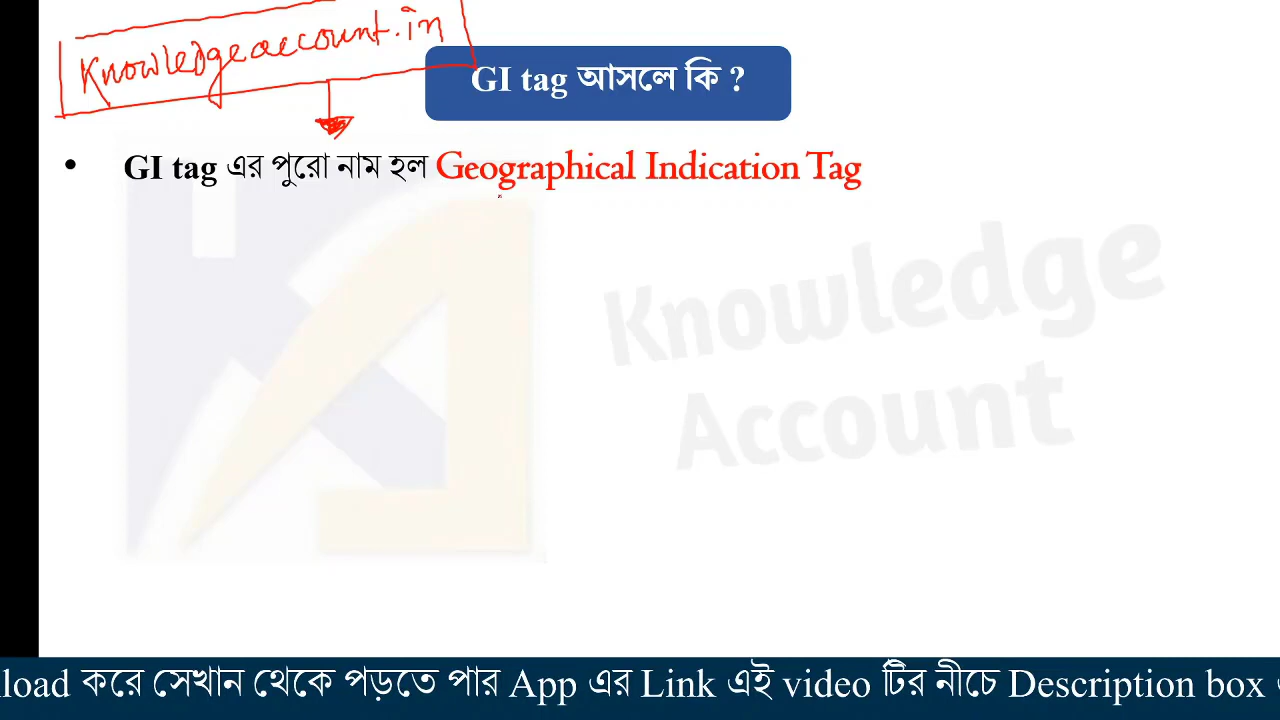 Knowledgeaccount.in
GI tag আসলে কি ?
• GI tag এর পুরো নাম হল Geographical Indication Tag
Knowledge
Account
load করে সেখান থেকে পড়তে পার App এর Link এই video টির নীচে Description box